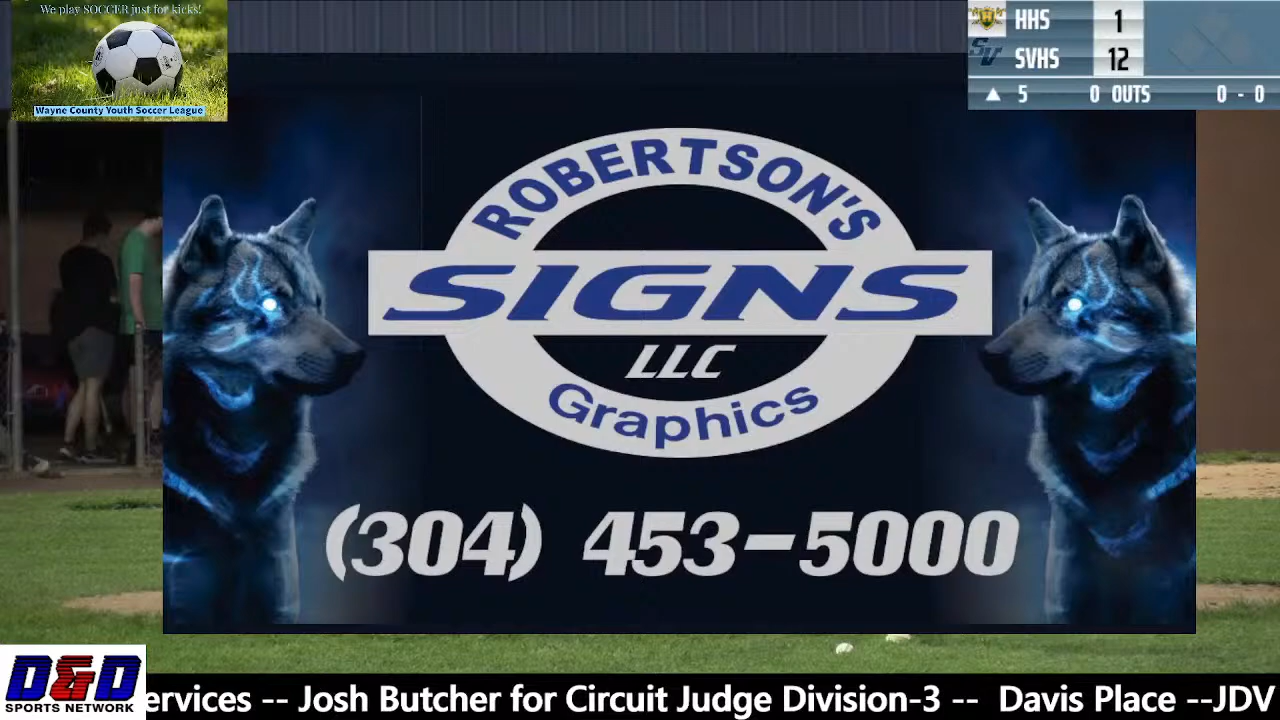 We play SOCCER just for kicks!
Wayne County Youth Soccer League
HHS 1
SVHS 12
▲ 5 0 OUTS 0 - 0
ROBERTSON'S
SIGNS
LLC
Graphics
(304) 453-5000
D&D
SPORTS NETWORK
ervices -- Josh Butcher for Circuit Judge Division-3 -- Davis Place --JDV